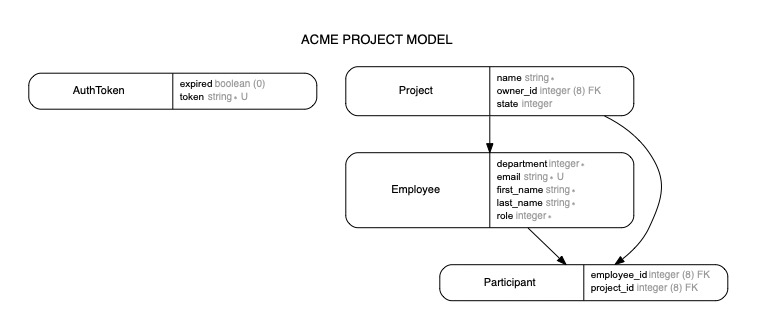 ACME PROJECT MODEL
AuthToken
expired boolean (0)
token string * U
Project
name string *
owner_id integer (8) FK
state integer
Employee
department integer *
email string * U
first_name string *
last_name string *
role integer *
Participant
employee_id integer (8) FK
project_id integer (8) FK